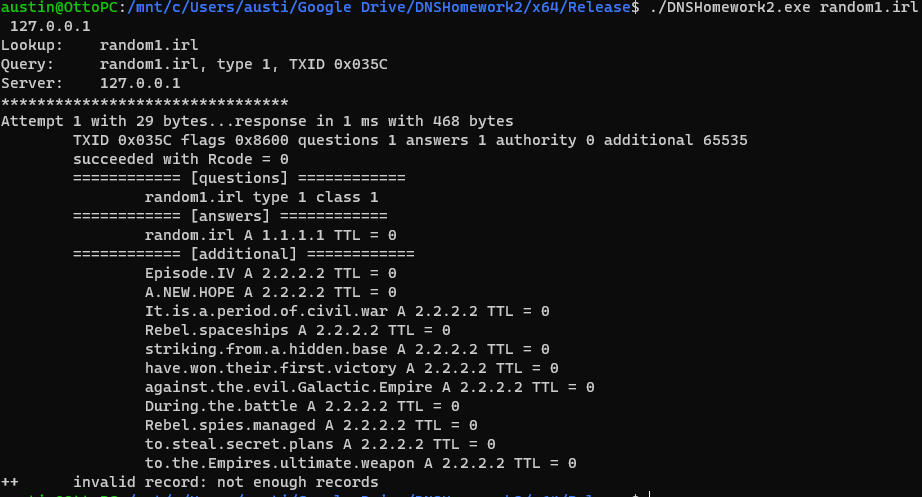 austin@OttoPC:/mnt/c/Users/austi/Google Drive/DNSHomework2/x64/Release$ ./DNSHomework2.exe random1.irl
127.0.0.1
Lookup: random1.irl
Query: random1.irl, type 1, TXID 0x035C
Server: 127.0.0.1
********************************
Attempt 1 with 29 bytes...response in 1 ms with 468 bytes
TXID 0x035C flags 0x8600 questions 1 answers 1 authority 0 additional 65535
succeeded with Rcode = 0
============ [questions] ============
random1.irl type 1 class 1
============ [answers] ============
random.irl A 1.1.1.1 TTL = 0
============ [additional] ============
Episode.IV A 2.2.2.2 TTL = 0
A.NEW.HOPE A 2.2.2.2 TTL = 0
It.is.a.period.of.civil.war A 2.2.2.2 TTL = 0
Rebel.spaceships A 2.2.2.2 TTL = 0
striking.from.a.hidden.base A 2.2.2.2 TTL = 0
have.won.their.first.victory A 2.2.2.2 TTL = 0
against.the.evil.Galactic.Empire A 2.2.2.2 TTL = 0
During.the.battle A 2.2.2.2 TTL = 0
Rebel.spies.managed A 2.2.2.2 TTL = 0
to.steal.secret.plans A 2.2.2.2 TTL = 0
to.the.Empires.ultimate.weapon A 2.2.2.2 TTL = 0
++ invalid record: not enough records